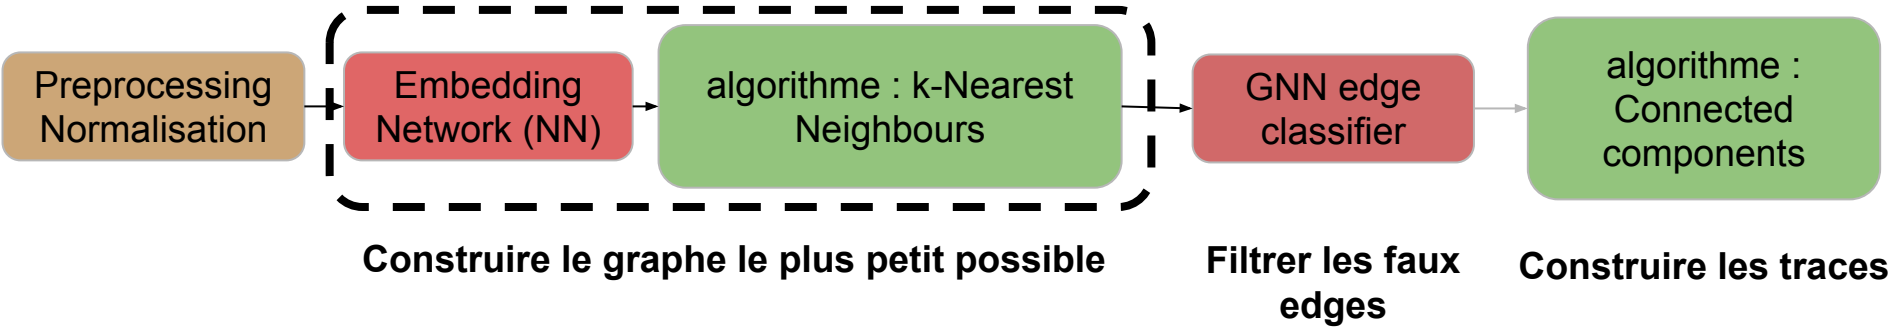 Preprocessing
Normalisation
Embedding
Network (NN)
algorithme : k-Nearest
Neighbours
GNN edge
classifier
algorithme :
Connected
components
Construire le graphe le plus petit possible
Filtrer les faux
edges
Construire les traces